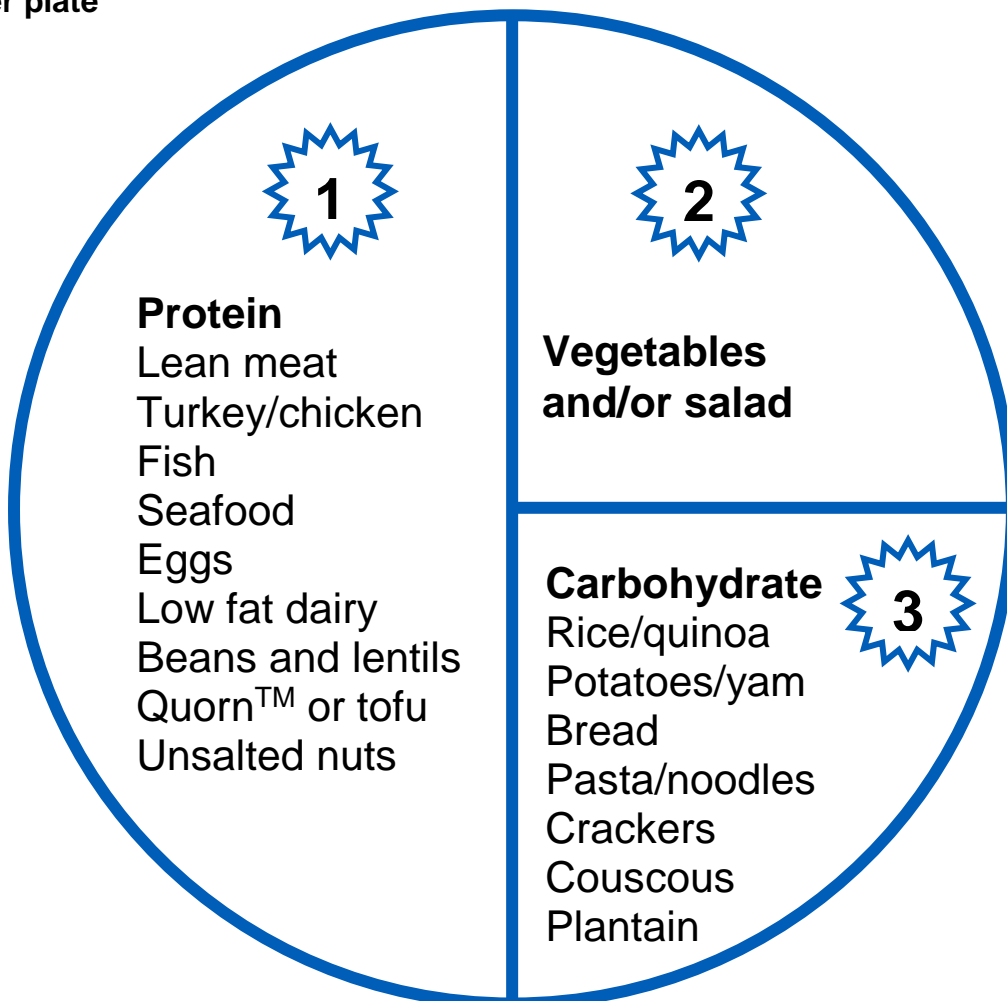 plate
1
Protein
Lean meat
Turkey/chicken
Fish
Seafood
Eggs
Low fat dairy
Beans and lentils
Quorn™ or tofu
Unsalted nuts
2
Vegetables
and/or salad
3
Carbohydrate
Rice/quinoa
Potatoes/yam
Bread
Pasta/noodles
Crackers
Couscous
Plantain